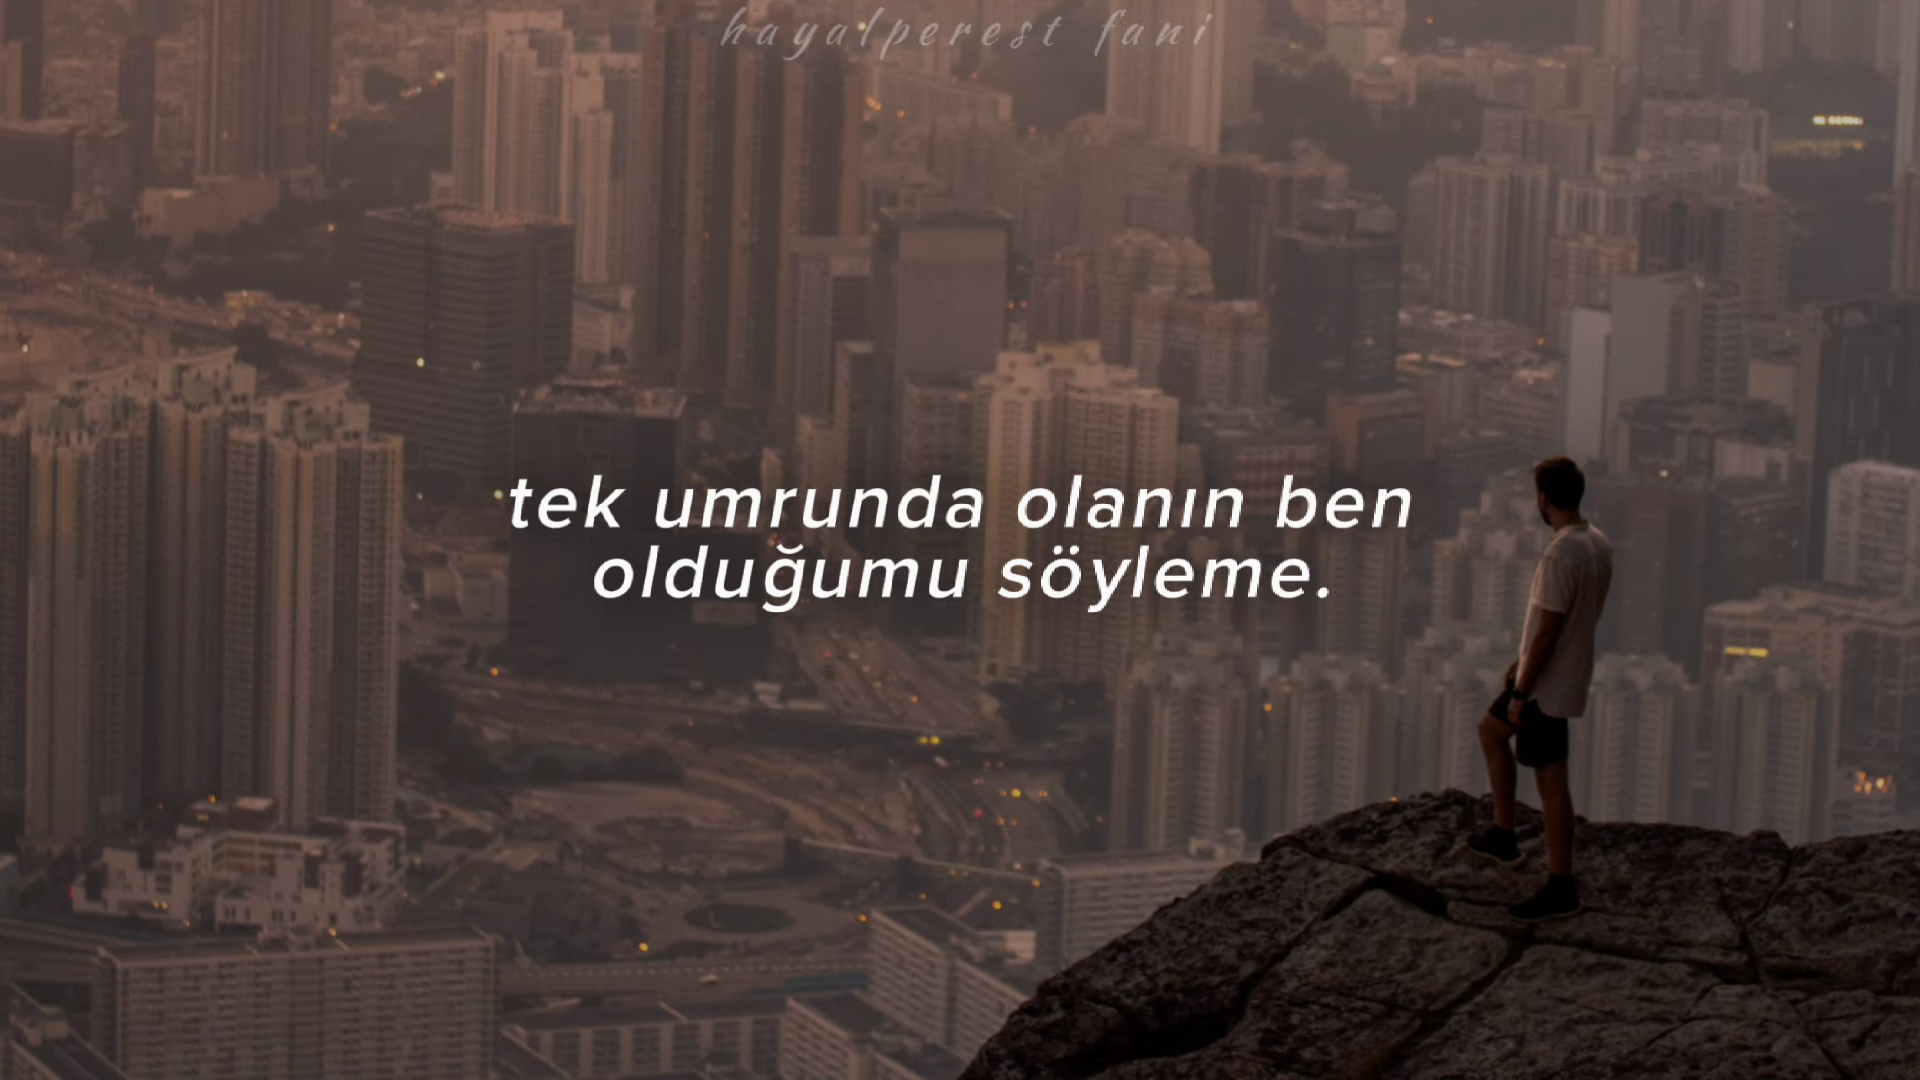 hayalperest fani
tek umrunda olanın ben
olduğumu söyleme.